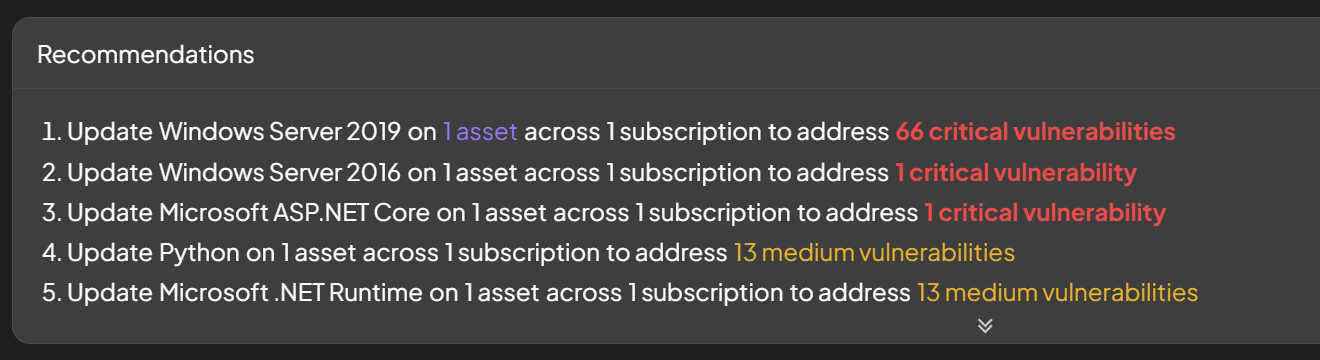 Recommendations
1. Update Windows Server 2019 on 1 asset across 1 subscription to address 66 critical vulnerabilities
2. Update Windows Server 2016 on 1 asset across 1 subscription to address 1 critical vulnerability
3. Update Microsoft ASP.NET Core on 1 asset across 1 subscription to address 1 critical vulnerability
4. Update Python on 1 asset across 1 subscription to address 13 medium vulnerabilities
5. Update Microsoft .NET Runtime on 1 asset across 1 subscription to address 13 medium vulnerabilities